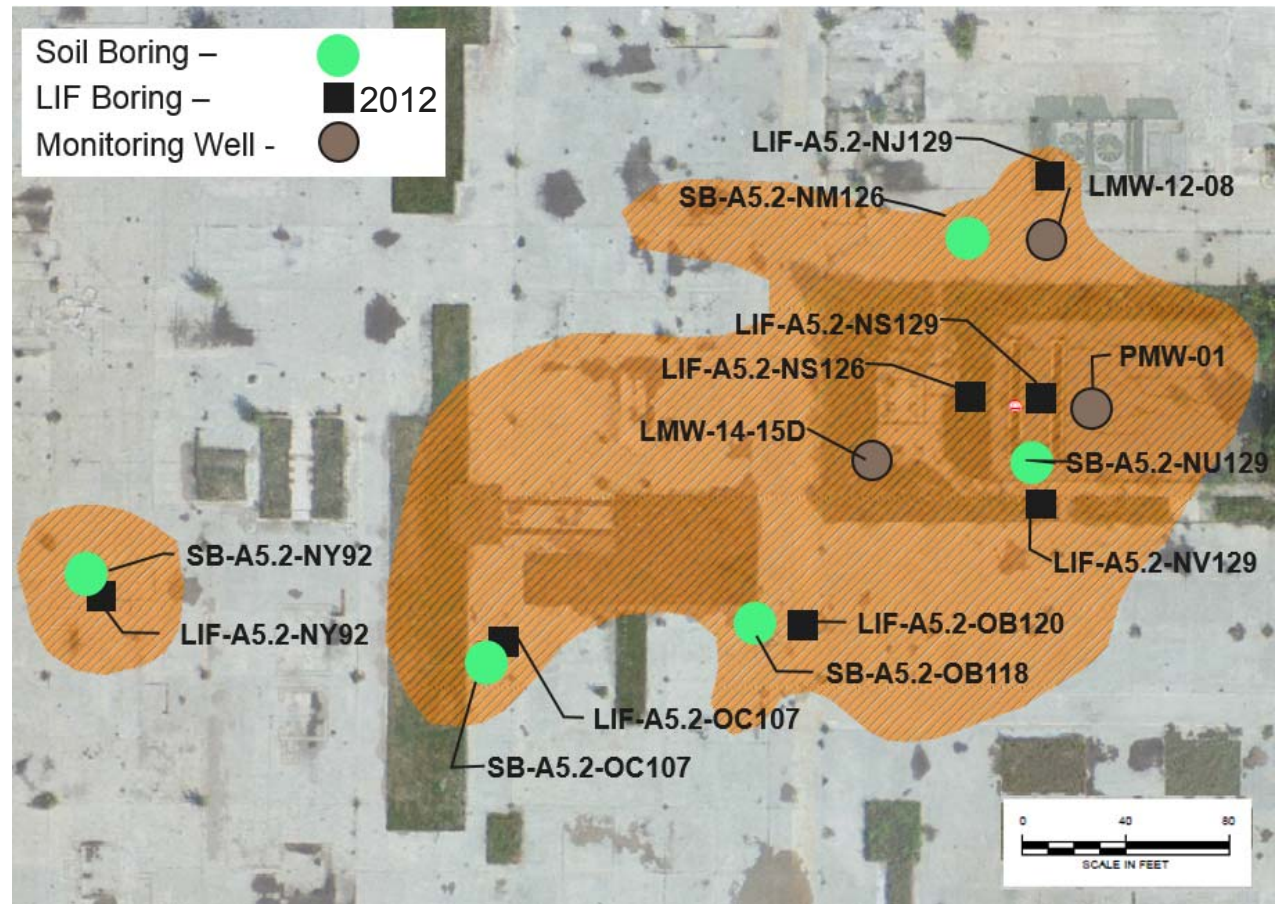 Soil Boring –
LIF Boring – 2012
Monitoring Well -
LIF-A5.2-NJ129
LMW-12-08
SB-A5.2-NM126
LIF-A5.2-NS129
PMW-01
LIF-A5.2-NS126
LMW-14-15D
SB-A5.2-NU129
LIF-A5.2-NV129
SB-A5.2-NY92
LIF-A5.2-NY92
LIF-A5.2-OB120
SB-A5.2-OB118
LIF-A5.2-OC107
SB-A5.2-OC107
0 40 80
SCALE IN FEET